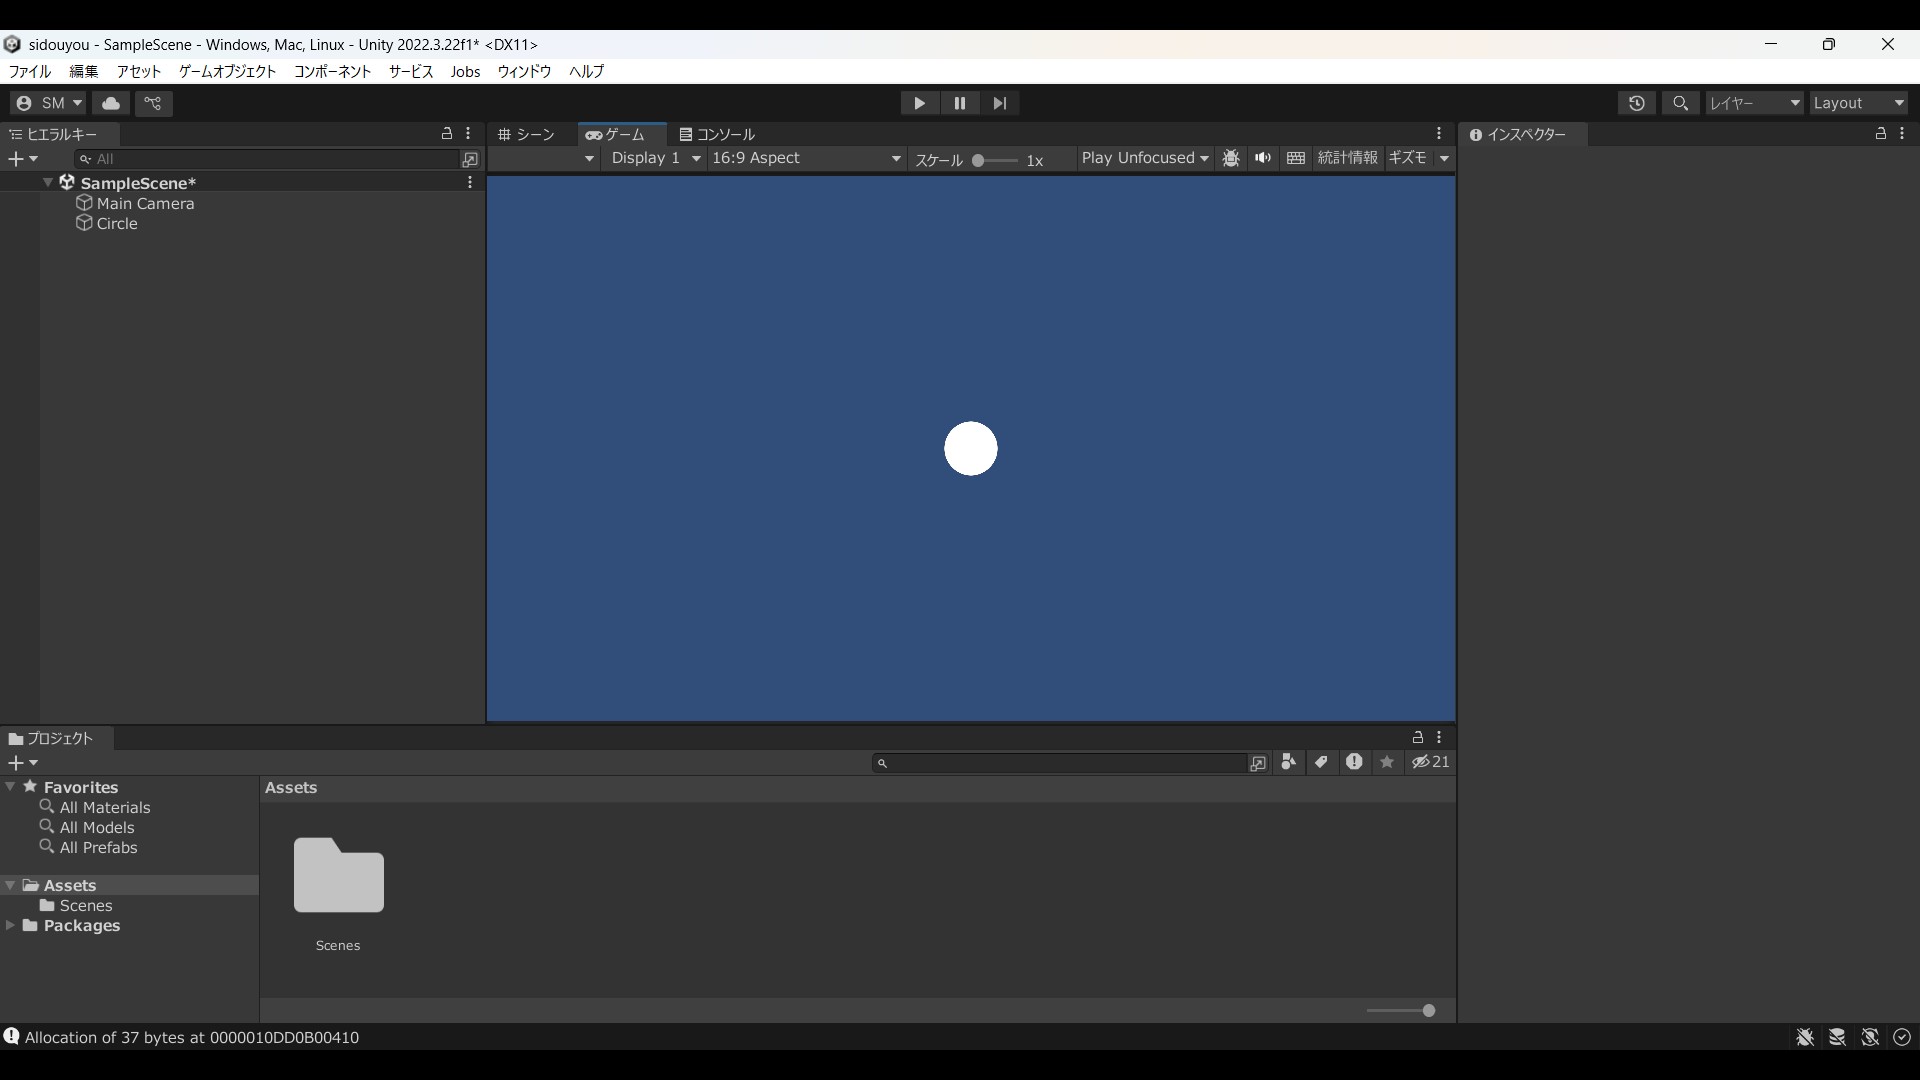 sidouyou - SampleScene - Windows, Mac, Linux - Unity 2022.3.22f1* <DX11>
ファイル 編集 アセット ゲームオブジェクト コンポーネント サービス Jobs ウィンドウ ヘルプ
SM レイヤー Layout
ヒエラルキー シーン ゲーム コンソール インスペクター
All Display 1 16:9 Aspect スケール 1x Play Unfocused 統計情報 ギズモ
SampleScene*
Main Camera
Circle
プロジェクト
21
Favorites
All Materials
All Models
All Prefabs
Assets
Scenes
Packages
Assets
Scenes
Allocation of 37 bytes at 0000010DD0B00410